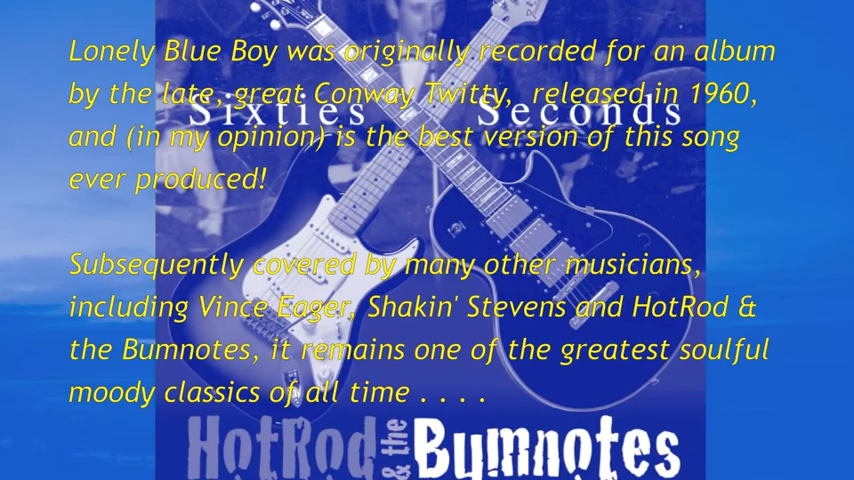 Lonely Blue Boy was originally recorded for an album
by the late, great Conway Twitty, released in 1960,
Sixties Seconds
and (in my opinion) is the best version of this song
ever produced!
Subsequently covered by many other musicians,
including Vince Eager, Shakin' Stevens and HotRod &
the Bumnotes, it remains one of the greatest soulful
moody classics of all time . . . .
HotRod & the Bumnotes